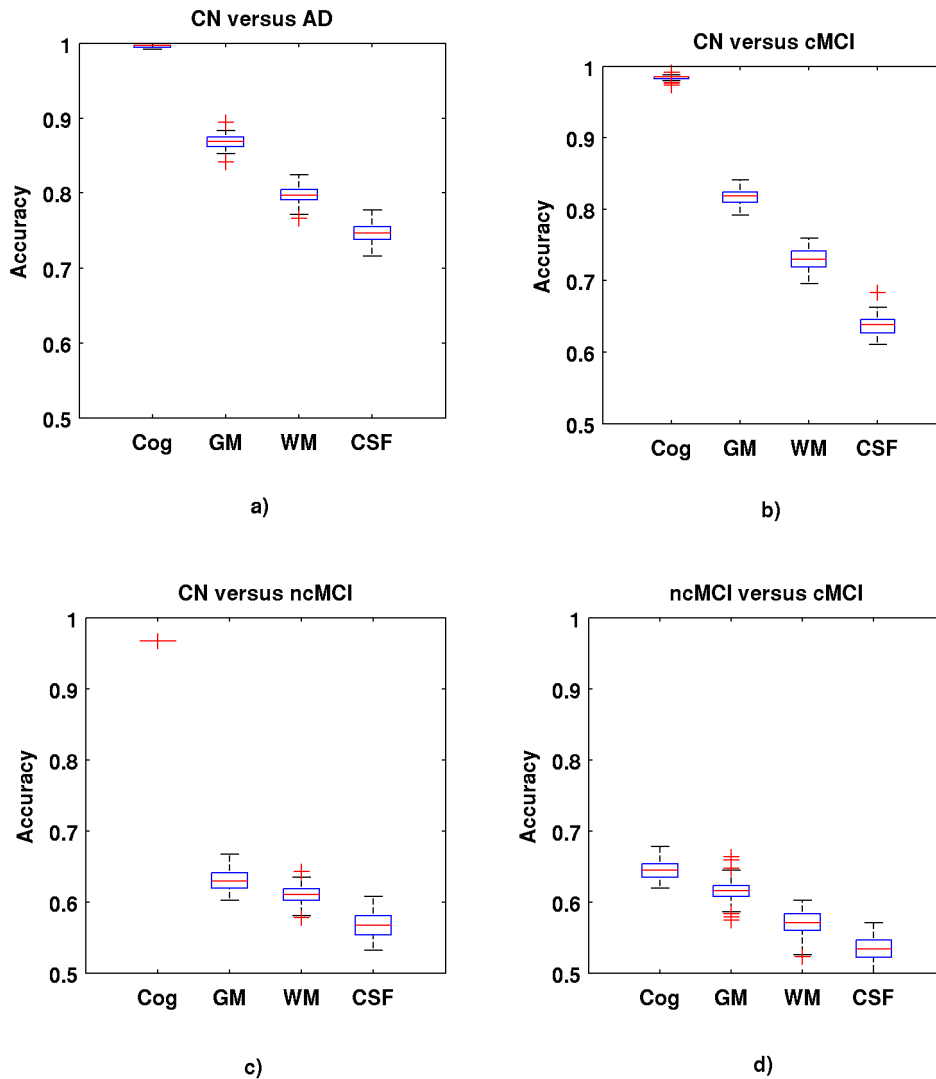 CN versus AD
1
0.9
0.8
0.7
0.6
0.5
Accuracy
Cog GM WM CSF
a)
CN versus cMCI
1
0.9
0.8
0.7
0.6
0.5
Accuracy
Cog GM WM CSF
b)
CN versus ncMCI
1
0.9
0.8
0.7
0.6
0.5
Accuracy
Cog GM WM CSF
c)
ncMCI versus cMCI
1
0.9
0.8
0.7
0.6
0.5
Accuracy
Cog GM WM CSF
d)